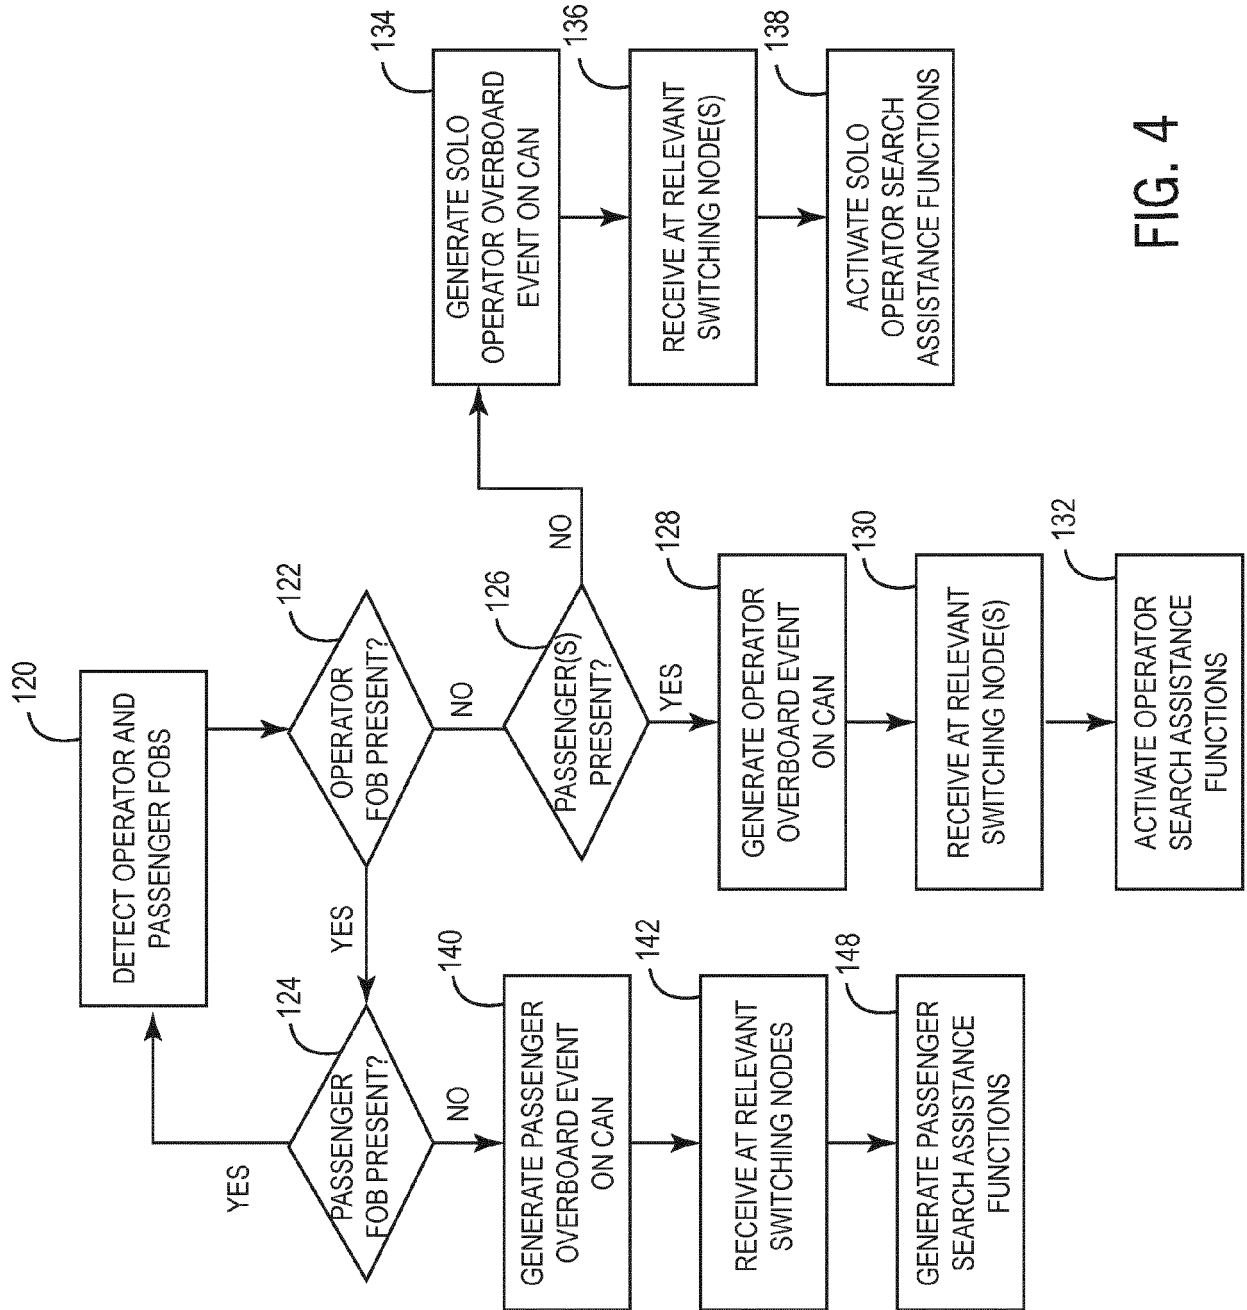 120
DETECT OPERATOR AND
PASSENGER FOBS
122
OPERATOR
FOB PRESENT?
YES
NO
124
PASSENGER
FOB PRESENT?
YES
NO
126
PASSENGER(S)
PRESENT?
YES
NO
140
GENERATE PASSENGER
OVERBOARD EVENT
ON CAN
142
RECEIVE AT RELEVANT
SWITCHING NODES
148
GENERATE PASSENGER
SEARCH ASSISTANCE
FUNCTIONS
128
GENERATE OPERATOR
OVERBOARD EVENT
ON CAN
130
RECEIVE AT RELEVANT
SWITCHING NODE(S)
132
ACTIVATE OPERATOR
SEARCH ASSISTANCE
FUNCTIONS
134
GENERATE SOLO
OPERATOR OVERBOARD
EVENT ON CAN
136
RECEIVE AT RELEVANT
SWITCHING NODE(S)
138
ACTIVATE SOLO
OPERATOR SEARCH
ASSISTANCE FUNCTIONS
FIG. 4